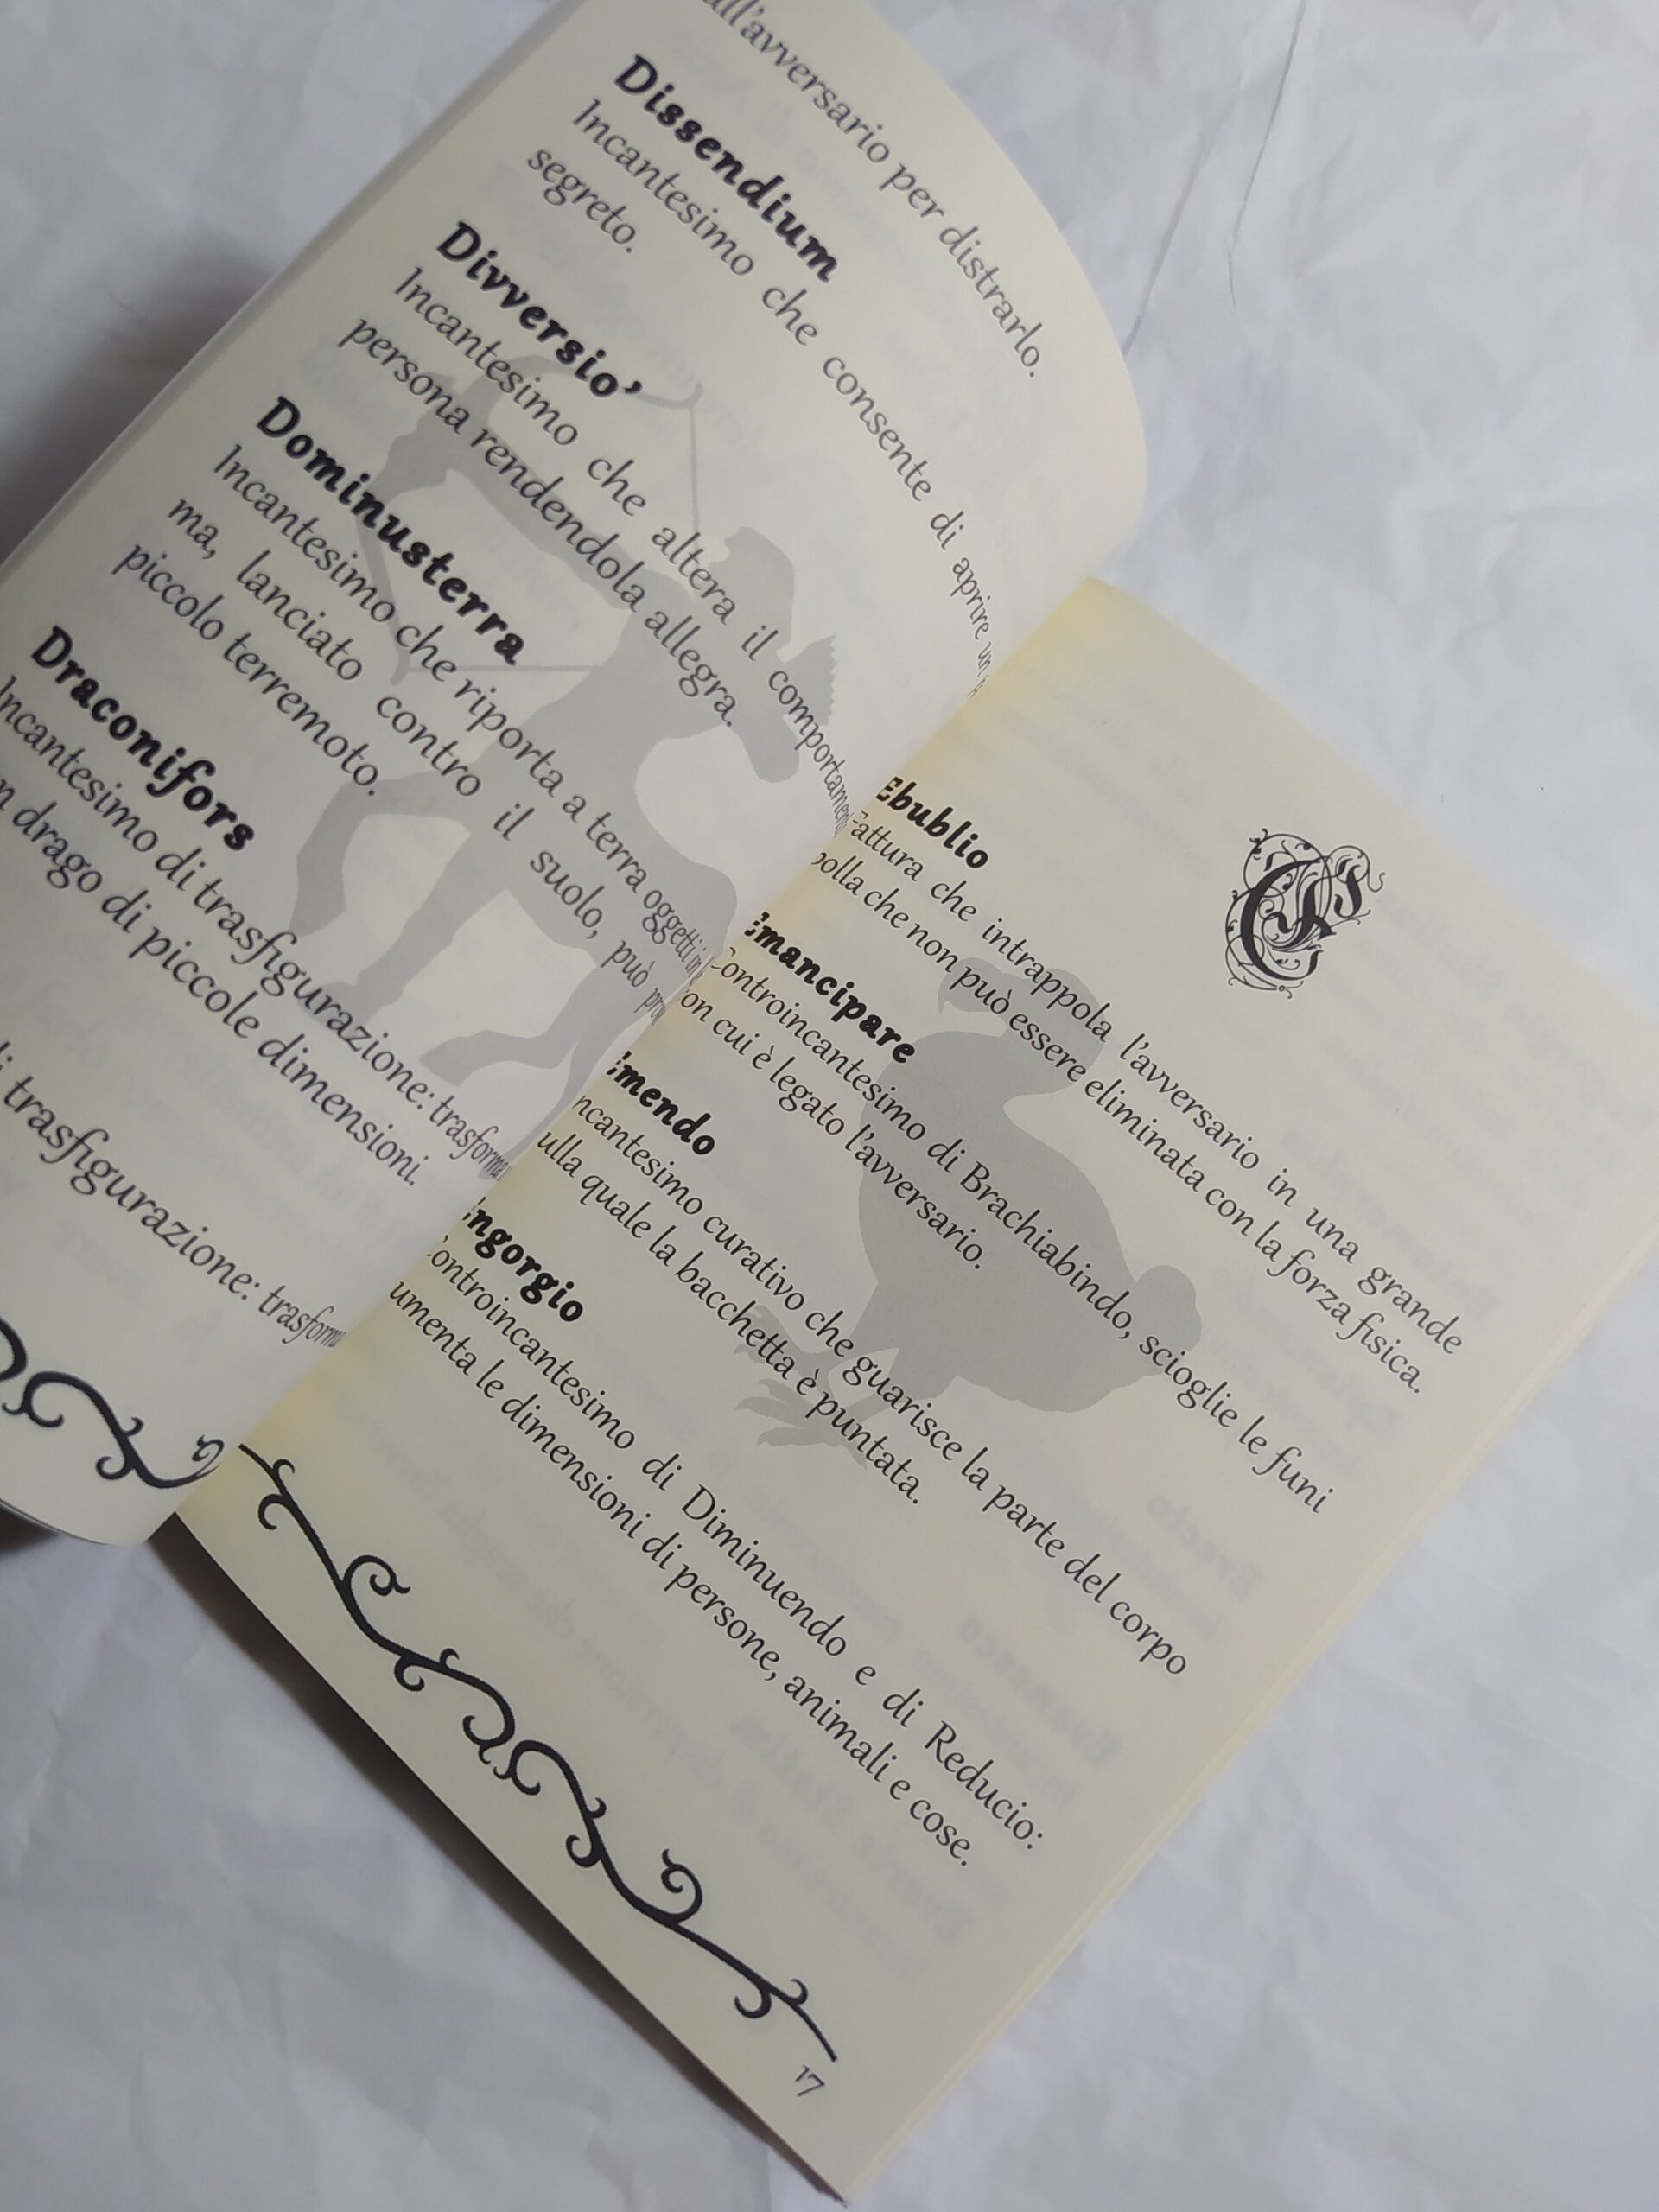 per distrarlo.
Dissendium
Incantesimo che consente di aprire
segreto.
Divversio'
Incantesimo che altera il
persona rendendola allegra.
Dominusterra
Incantesimo che riporta a terra oggetti
ma, lanciato contro il suolo, può
piccolo terremoto.
Draconifors
Incantesimo di trasfigurazione:
drago di piccole dimensioni.
trasfigurazione:
Ebublio
Fattura che intrappola l'avversario in una grande
bolla che non può essere eliminata con la forza fisica.
Emancipare
Controincantesimo di Brachiabindo, scioglie le funi
con cui è legato l'avversario.
Emendo
Incantesimo curativo che guarisce la parte del corpo
sulla quale la bacchetta è puntata.
Engorgio
Controincantesimo di Diminuendo e di Reducio:
aumenta le dimensioni di persone, animali e cose.
17